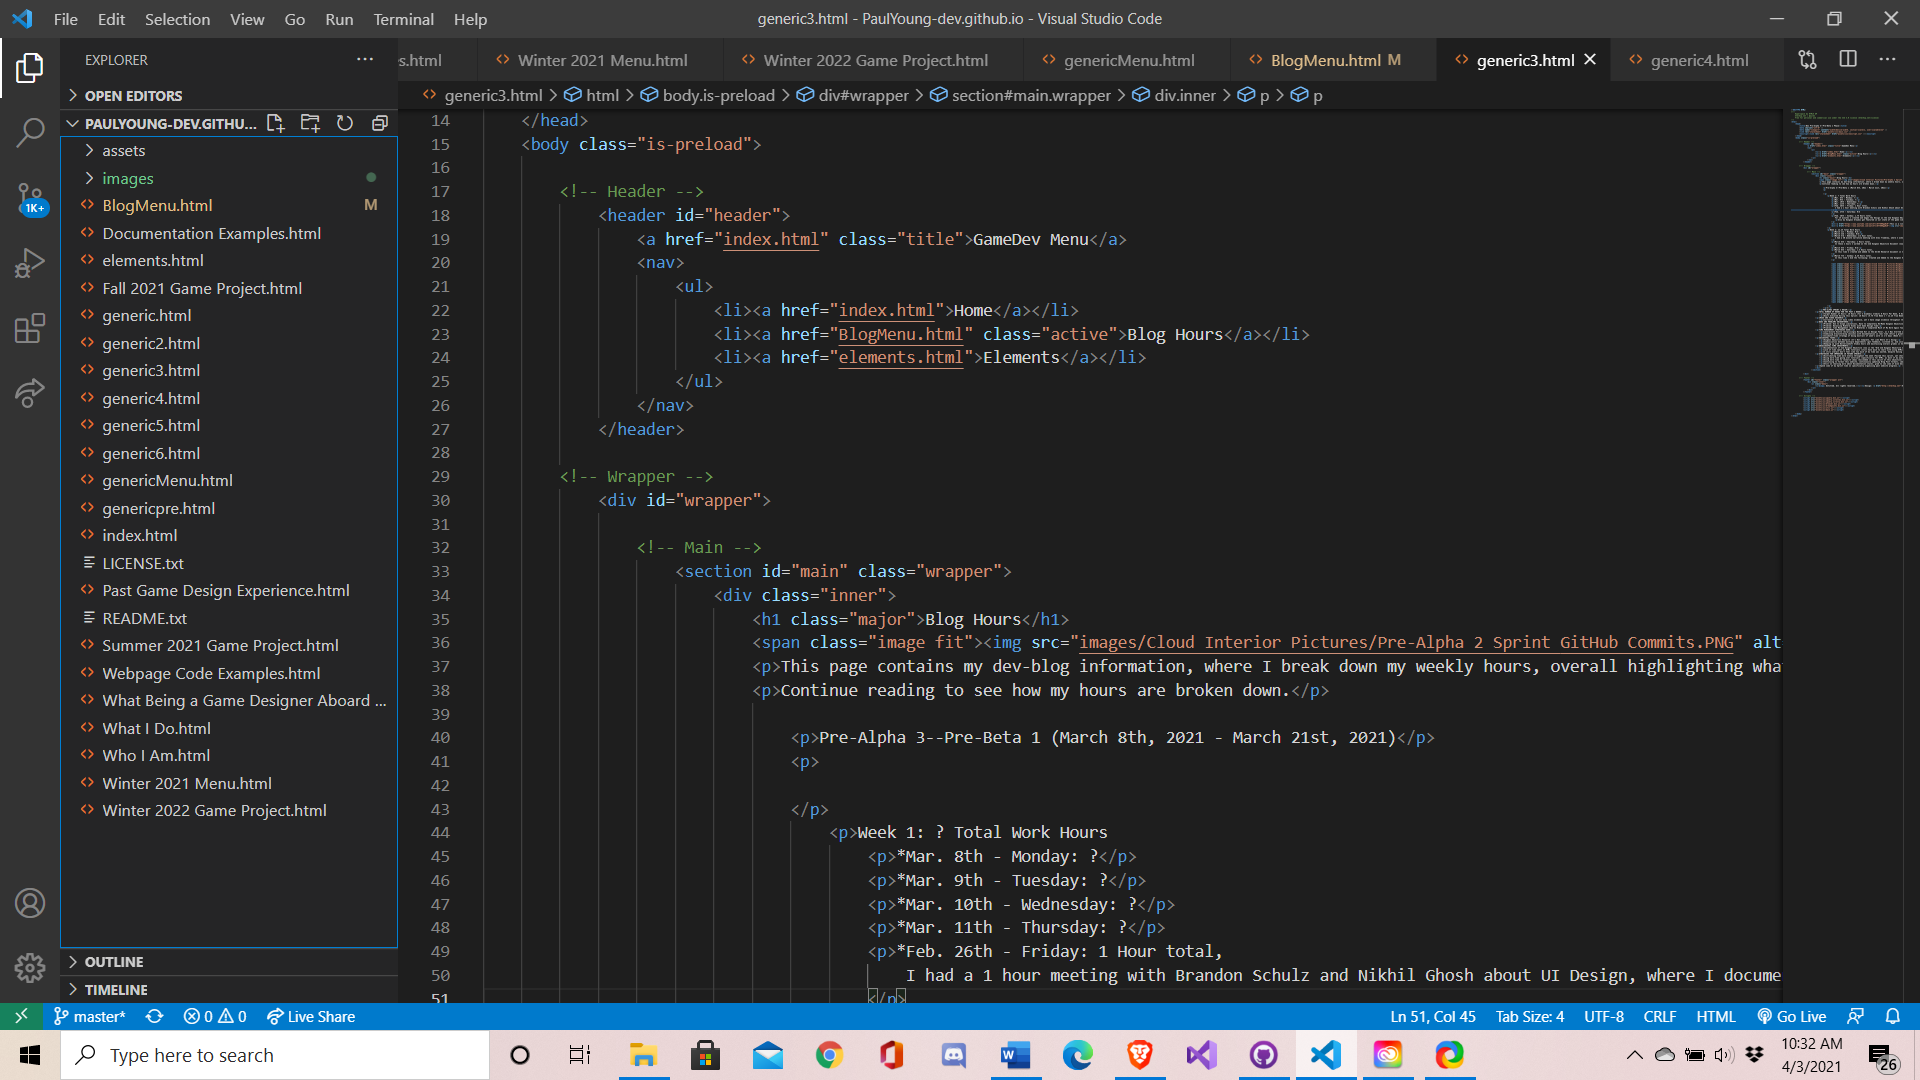 File Edit Selection View Go Run Terminal Help
generic3.html - PaulYoung-dev.github.io - Visual Studio Code
EXPLORER
s.html
Winter 2021 Menu.html
Winter 2022 Game Project.html
genericMenu.html
BlogMenu.html M
generic3.html
generic4.html
OPEN EDITORS
generic3.html > html > body.is-preload > div#wrapper > section#main.wrapper > div.inner > p > p
PAULYOUNG-DEV.GITHU...
assets
images
BlogMenu.html M
Documentation Examples.html
elements.html
Fall 2021 Game Project.html
generic.html
generic2.html
generic3.html
generic4.html
generic5.html
generic6.html
genericMenu.html
genericpre.html
index.html
LICENSE.txt
Past Game Design Experience.html
README.txt
Summer 2021 Game Project.html
Webpage Code Examples.html
What Being a Game Designer Aboard ...
What I Do.html
Who I Am.html
Winter 2021 Menu.html
Winter 2022 Game Project.html
OUTLINE
TIMELINE
1K+
14 </head>
15 <body class="is-preload">
16
17 <!-- Header -->
18 <header id="header">
19 <a href="index.html" class="title">GameDev Menu</a>
20 <nav>
21 <ul>
22 <li><a href="index.html">Home</a></li>
23 <li><a href="BlogMenu.html" class="active">Blog Hours</a></li>
24 <li><a href="elements.html">Elements</a></li>
25 </ul>
26 </nav>
27 </header>
28
29 <!-- Wrapper -->
30 <div id="wrapper">
31
32 <!-- Main -->
33 <section id="main" class="wrapper">
34 <div class="inner">
35 <h1 class="major">Blog Hours</h1>
36 <span class="image fit"><img src="images/Cloud Interior Pictures/Pre-Alpha 2 Sprint GitHub Commits.PNG" alt
37 <p>This page contains my dev-blog information, where I break down my weekly hours, overall highlighting wha
38 <p>Continue reading to see how my hours are broken down.</p>
39
40 <p>Pre-Alpha 3--Pre-Beta 1 (March 8th, 2021 - March 21st, 2021)</p>
41 <p>
42
43 </p>
44 <p>Week 1: ? Total Work Hours
45 <p>*Mar. 8th - Monday: ?</p>
46 <p>*Mar. 9th - Tuesday: ?</p>
47 <p>*Mar. 10th - Wednesday: ?</p>
48 <p>*Mar. 11th - Thursday: ?</p>
49 <p>*Feb. 26th - Friday: 1 Hour total,
50 I had a 1 hour meeting with Brandon Schulz and Nikhil Ghosh about UI Design, where I docume
51 </p>
master* 0 0 Live Share
Ln 51, Col 45 Tab Size: 4 UTF-8 CRLF HTML Go Live
Type here to search
10:32 AM
4/3/2021
26